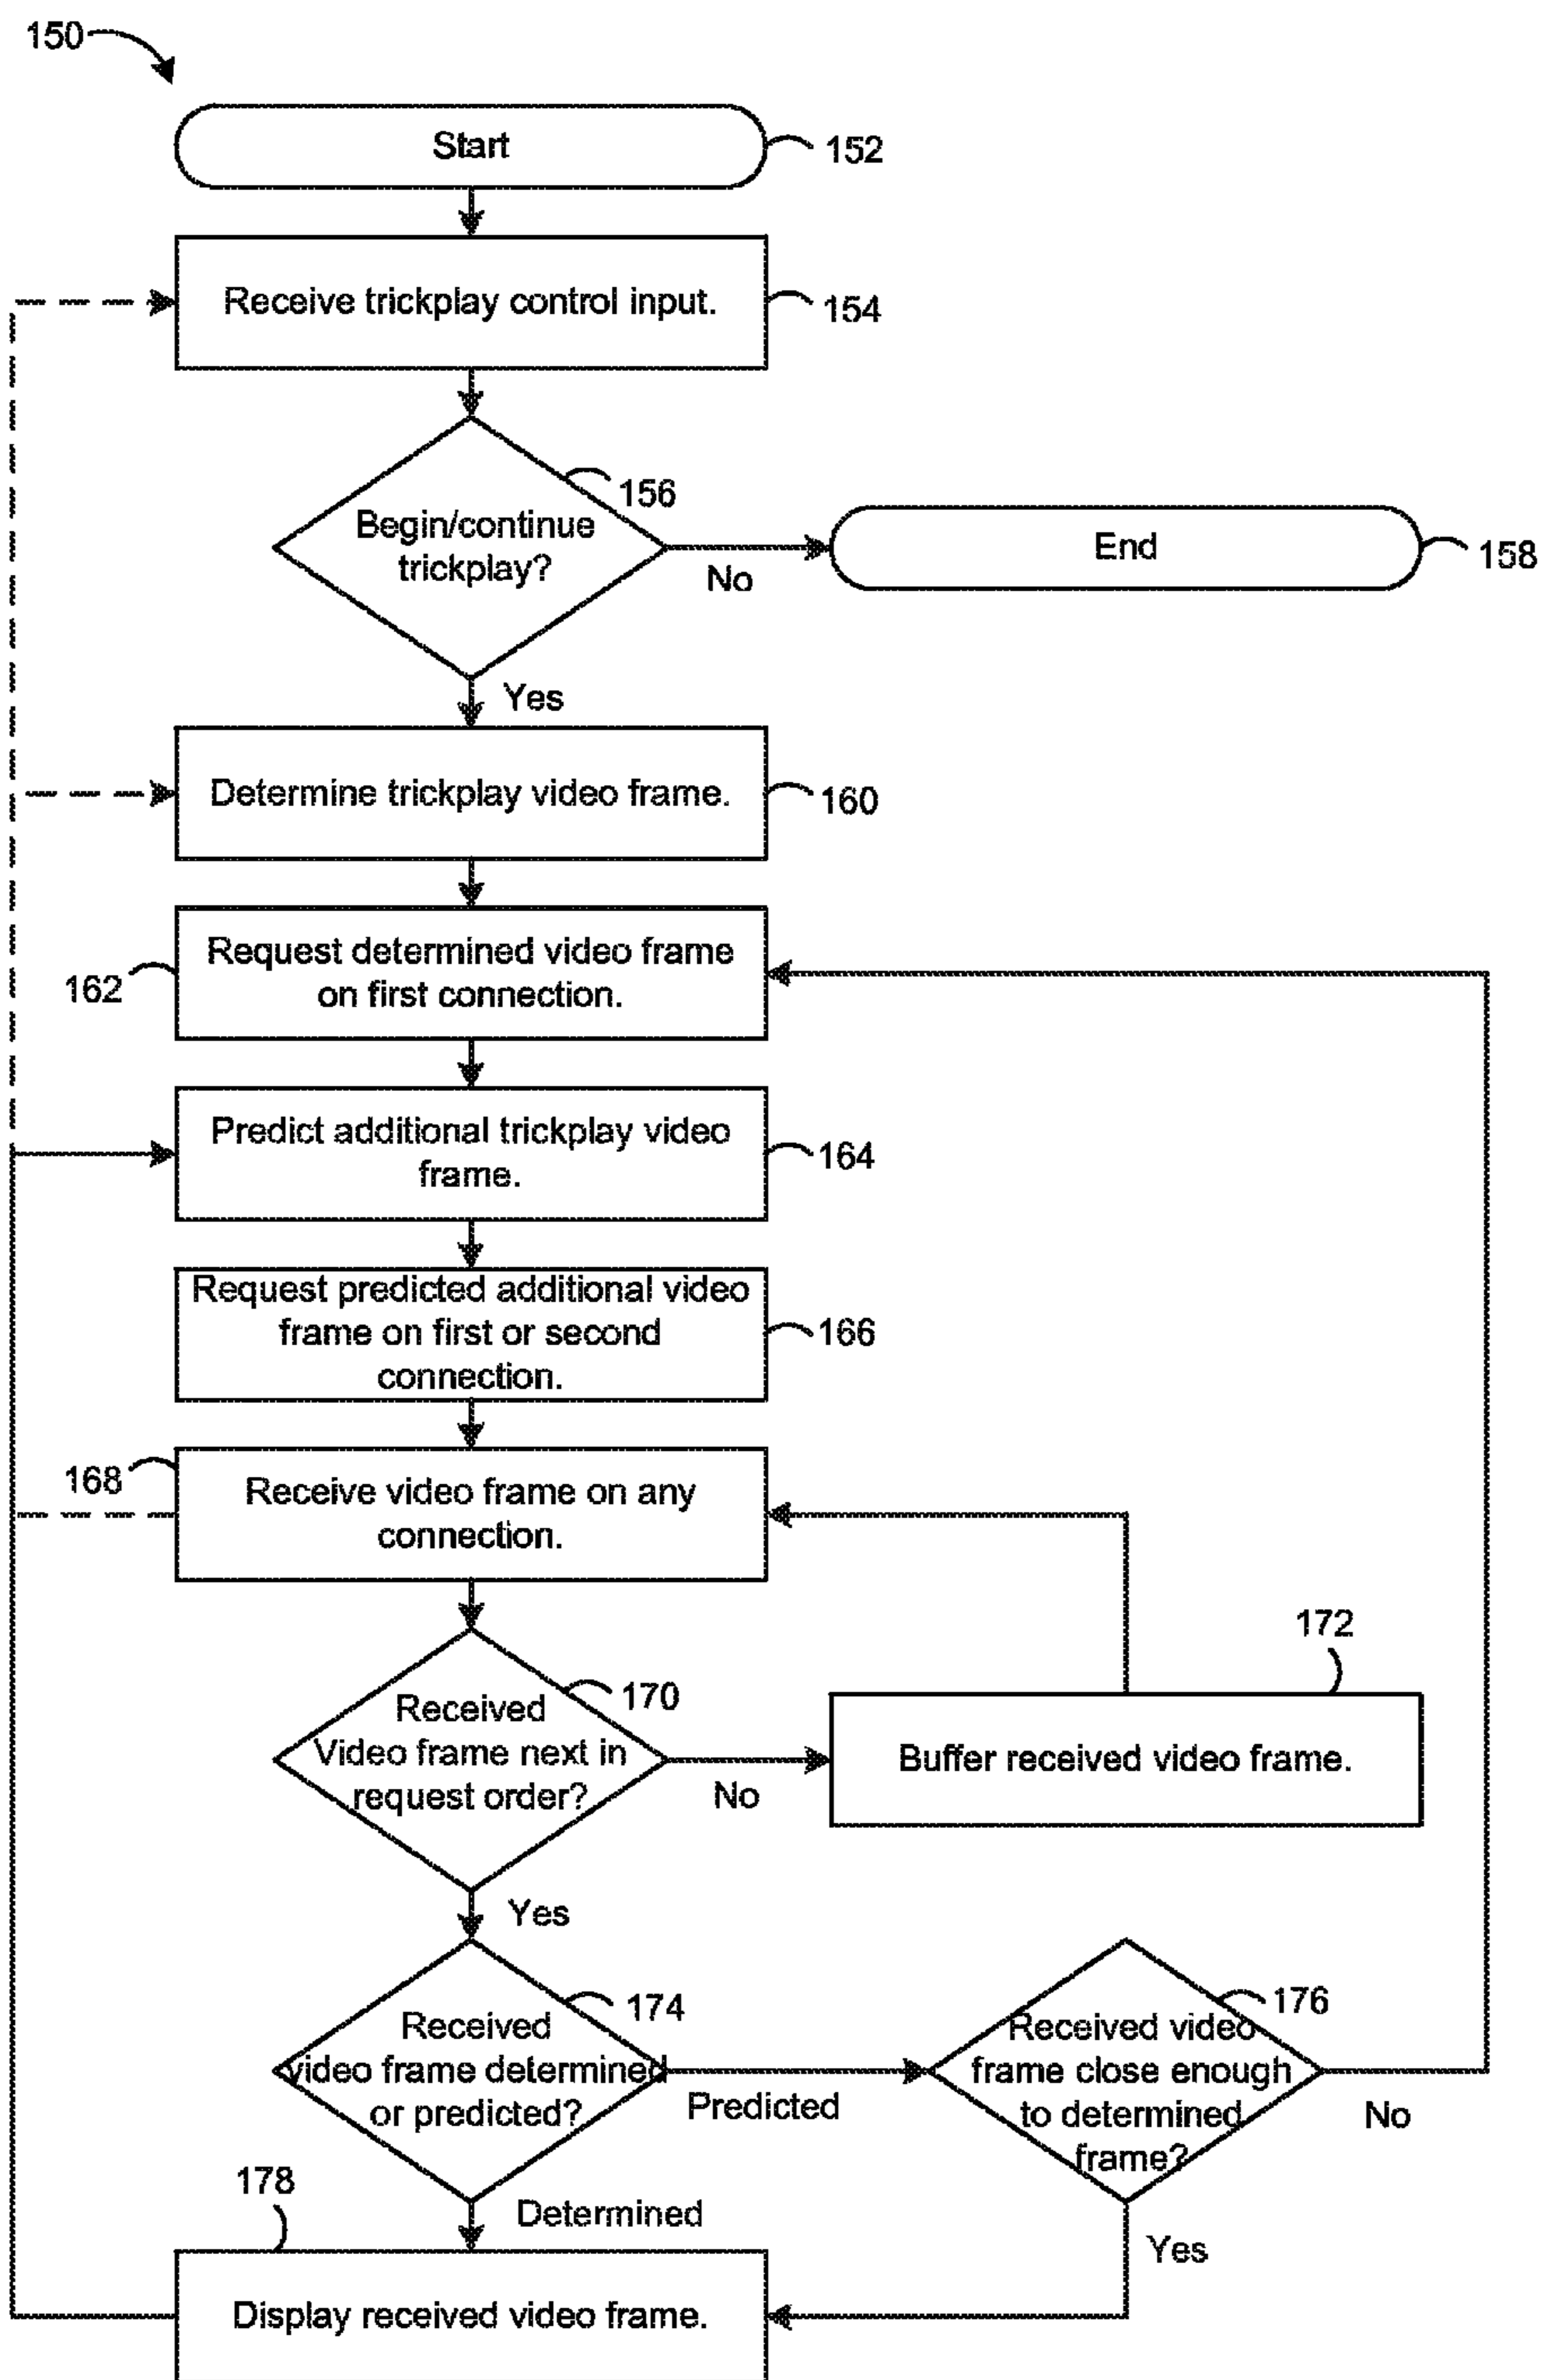 150
Start
152
Receive trickplay control input.
154
156
Begin/continue
trickplay?
No
End
158
Yes
Determine trickplay video frame.
160
Request determined video frame
on first connection.
162
Predict additional trickplay video
frame.
164
Request predicted additional video
frame on first or second
connection.
166
168
Receive video frame on any
connection.
170
Received
Video frame next in
request order?
No
172
Buffer received video frame.
Yes
174
Received
video frame determined
or predicted?
Predicted
176
Received video
frame close enough
to determined
frame?
No
178
Determined
Yes
Display received video frame.